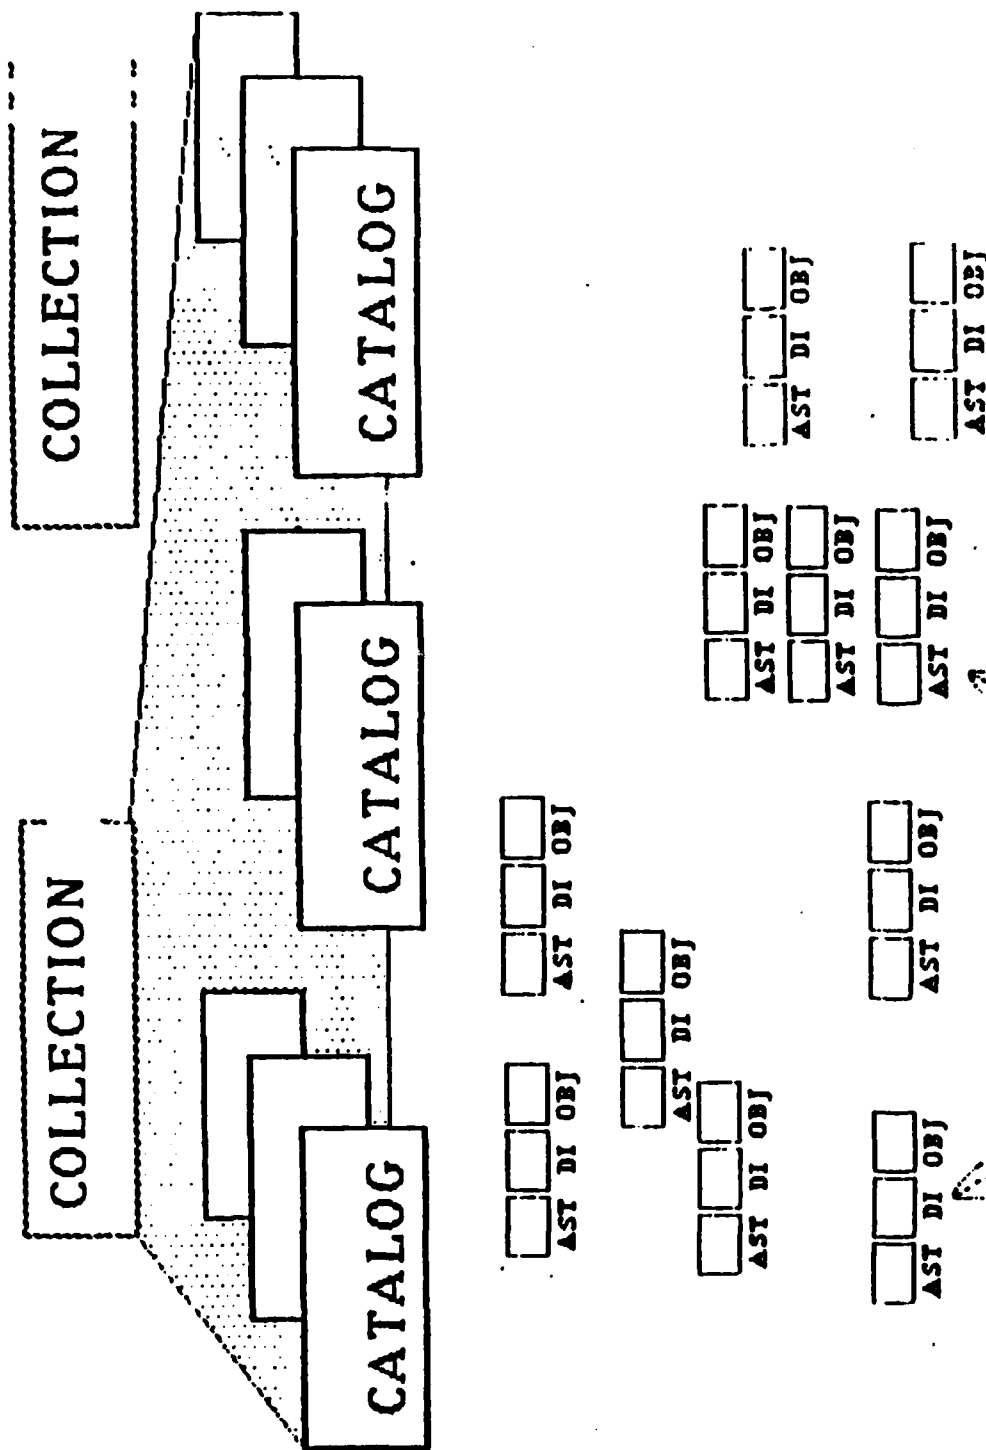 COLLECTION COLLECTION
CATALOG CATALOG CATALOG
AST DI OBJ AST DI OBJ
AST DI OBJ
AST DI OBJ AST DI OBJ AST DI OBJ
AST DI OBJ
AST DI OBJ AST DI OBJ AST DI OBJ AST DI OBJ